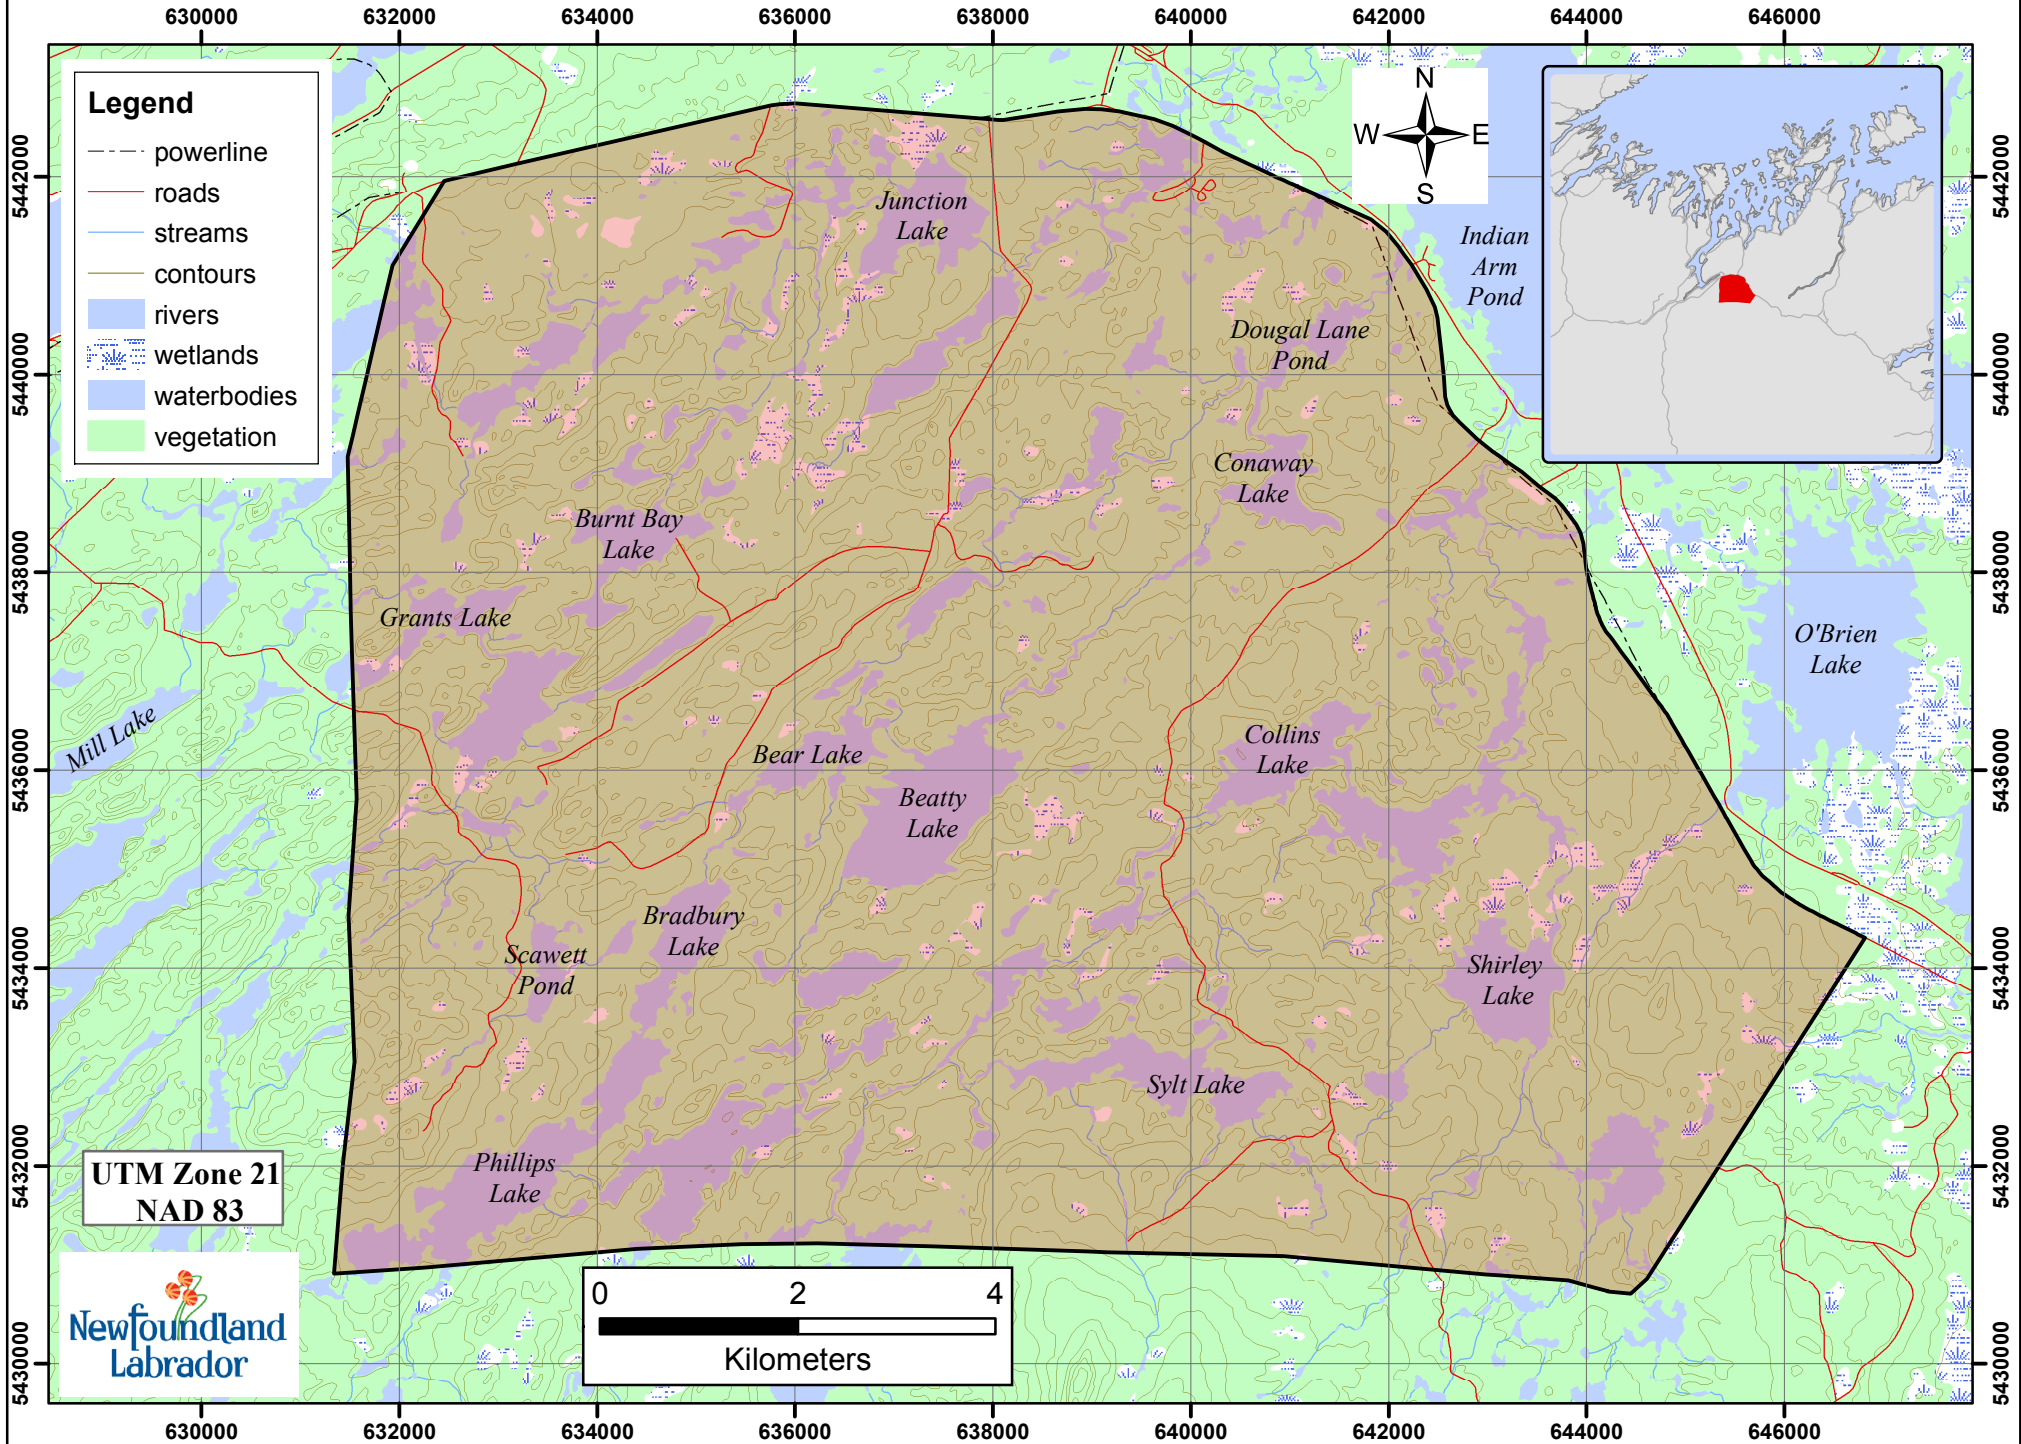 630000 632000 634000 636000 638000 640000 642000 644000 646000
Legend
powerline
roads
streams
contours
rivers
wetlands
waterbodies
vegetation
N
W E
S
5442000 5442000
Junction
Lake
Indian
Arm
Pond
Dougal Lane
Pond
5440000 5440000
Conaway
Lake
Burnt Bay
Lake
5438000 5438000
Grants Lake
O'Brien
Lake
Mill Lake
Collins
Lake
Bear Lake
5436000 5436000
Beatty
Lake
Bradbury
Lake
Scawett
Pond
Shirley
Lake
5434000 5434000
Sylt Lake
Phillips
Lake
5432000 5432000
UTM Zone 21
NAD 83
Newfoundland
Labrador
0 2 4
Kilometers
5430000 5430000
630000 632000 634000 636000 638000 640000 642000 644000 646000